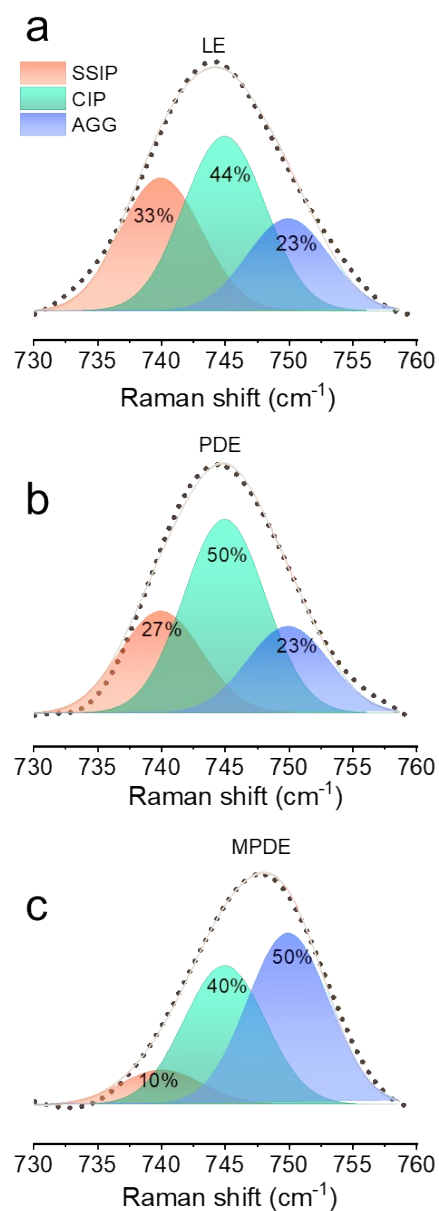 a
LE
SSIP
CIP
AGG
33%
44%
23%
730 735 740 745 750 755 760
Raman shift (cm⁻¹)
PDE
b
27%
50%
23%
730 735 740 745 750 755 760
Raman shift (cm⁻¹)
MPDE
c
10%
40%
50%
730 735 740 745 750 755 760
Raman shift (cm⁻¹)